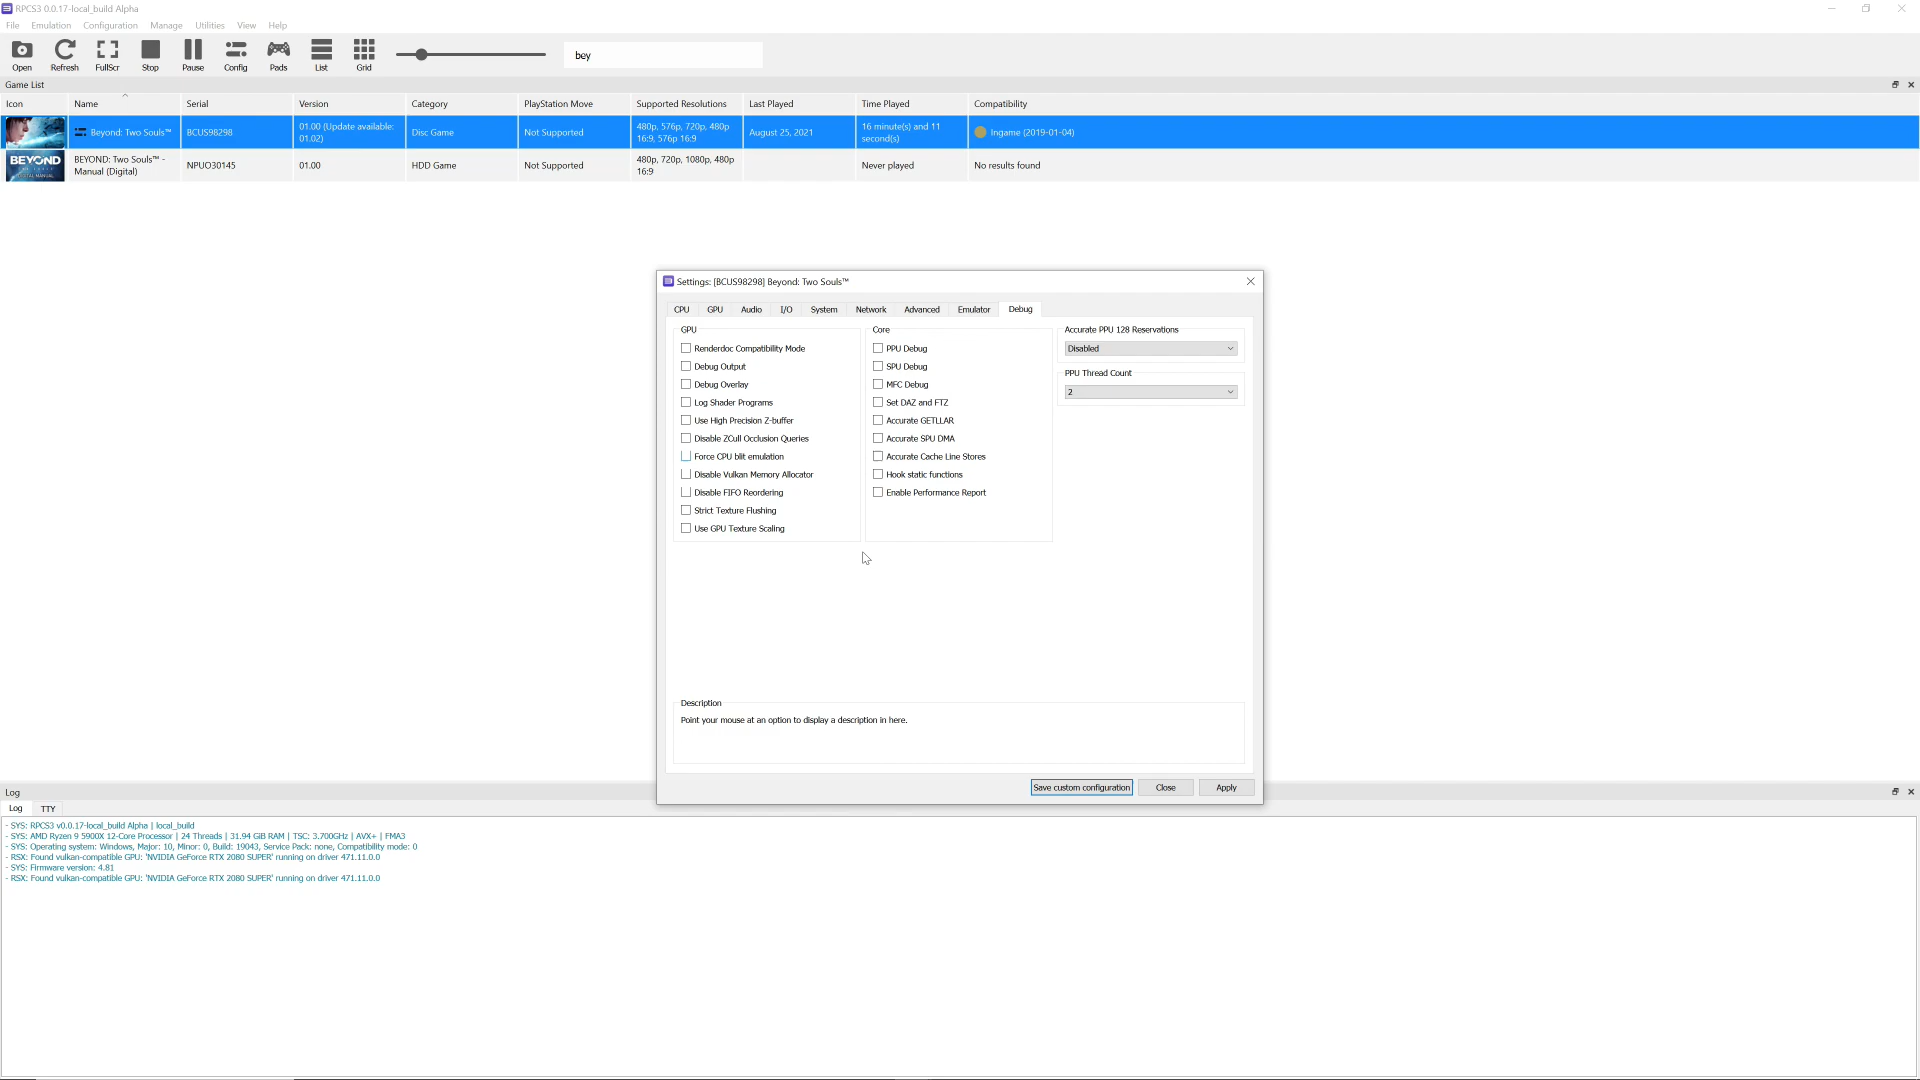 RPCS3 0.0.17-local_build Alpha
File Emulation Configuration Manage Utilities View Help
Open Refresh FullScr Stop Pause Config Pads List Grid bey
Game List
Icon Name Serial Version Category PlayStation Move Supported Resolutions Last Played Time Played Compatibility
Beyond: Two Souls™ BCUS98298 01.00 (Update available: 01.02) Disc Game Not Supported 480p, 576p, 720p, 480p 16:9, 576p 16:9 August 25, 2021 16 minute(s) and 11 second(s) Ingame (2019-01-04)
BEYOND
BEYOND: Two Souls™ - Manual (Digital) NPUO30145 01.00 HDD Game Not Supported 480p, 720p, 1080p, 480p 16:9 Never played No results found
Settings: [BCUS98298] Beyond: Two Souls™
CPU GPU Audio I/O System Network Advanced Emulator Debug
GPU
Renderdoc Compatibility Mode
Debug Output
Debug Overlay
Log Shader Programs
Use High Precision Z-buffer
Disable ZCull Occlusion Queries
Force CPU blit emulation
Disable Vulkan Memory Allocator
Disable FIFO Reordering
Strict Texture Flushing
Use GPU Texture Scaling
Core
PPU Debug
SPU Debug
MFC Debug
Set DAZ and FTZ
Accurate GETLLAR
Accurate SPU DMA
Accurate Cache Line Stores
Hook static functions
Enable Performance Report
Accurate PPU 128 Reservations
Disabled
PPU Thread Count
2
Description
Point your mouse at an option to display a description in here.
Save custom configuration Close Apply
Log
Log TTY
- SYS: RPCS3 v0.0.17-local_build Alpha | local_build
- SYS: AMD Ryzen 9 5900X 12-Core Processor | 24 Threads | 31.94 GiB RAM | TSC: 3.700GHz | AVX+ | FMA3
- SYS: Operating system: Windows, Major: 10, Minor: 0, Build: 19043, Service Pack: none, Compatibility mode: 0
- RSX: Found vulkan-compatible GPU: 'NVIDIA GeForce RTX 2080 SUPER' running on driver 471.11.0.0
- SYS: Firmware version: 4.81
- RSX: Found vulkan-compatible GPU: 'NVIDIA GeForce RTX 2080 SUPER' running on driver 471.11.0.0